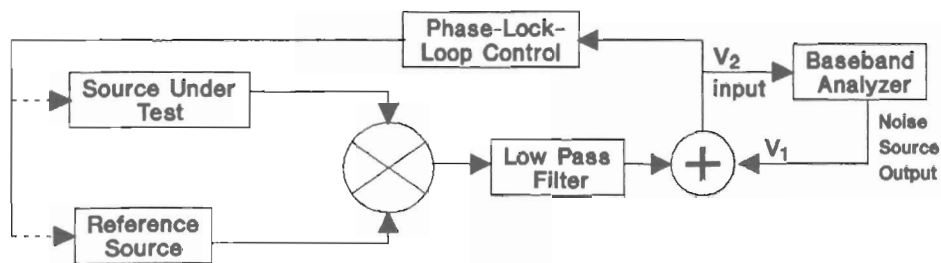 Phase-Lock-
Loop Control
V2
input
Baseband
Analyzer
Source Under
Test
Noise
Source
Output
Low Pass
Filter
+
V1
Reference
Source